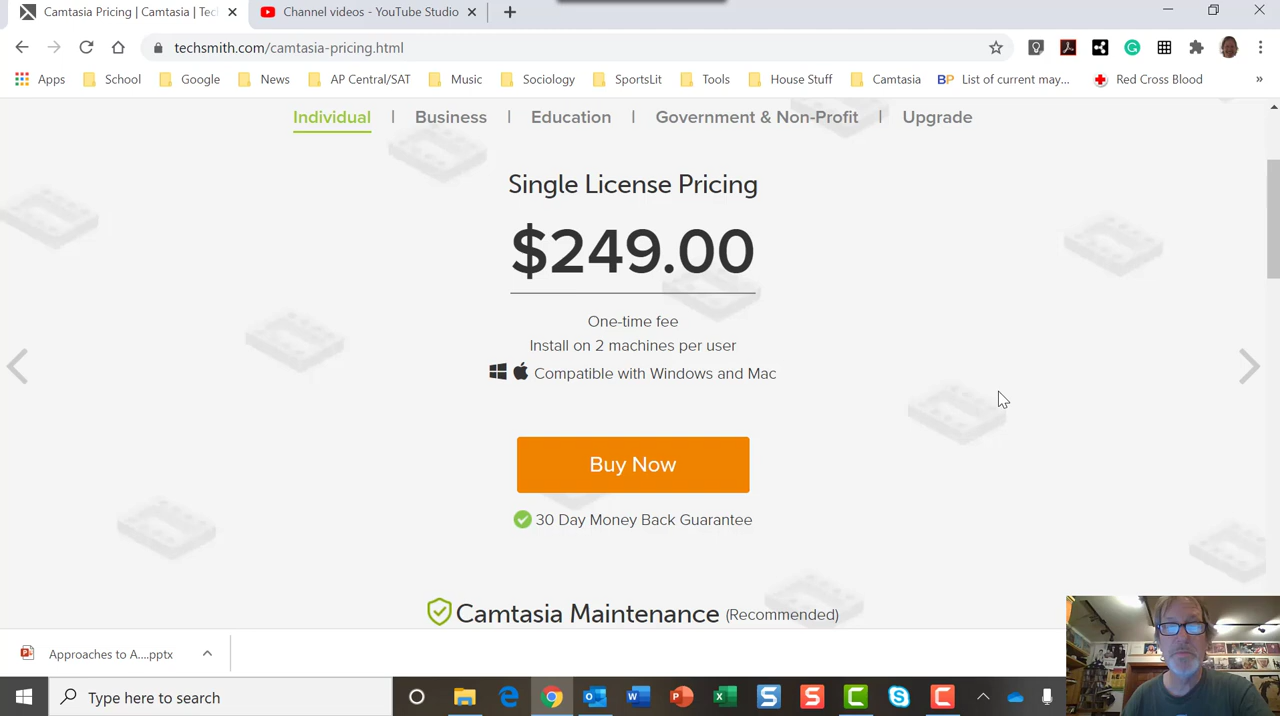 Camtasia Pricing | Camtasia | Tec
Channel videos - YouTube Studio
techsmith.com/camtasia-pricing.html
Apps School Google News AP Central/SAT Music Sociology SportsLit Tools House Stuff Camtasia BP List of current may... Red Cross Blood »
Individual | Business | Education | Government & Non-Profit | Upgrade
Single License Pricing
$249.00
One-time fee
Install on 2 machines per user
Compatible with Windows and Mac
Buy Now
30 Day Money Back Guarantee
Camtasia Maintenance (Recommended)
Approaches to A....pptx
Type here to search